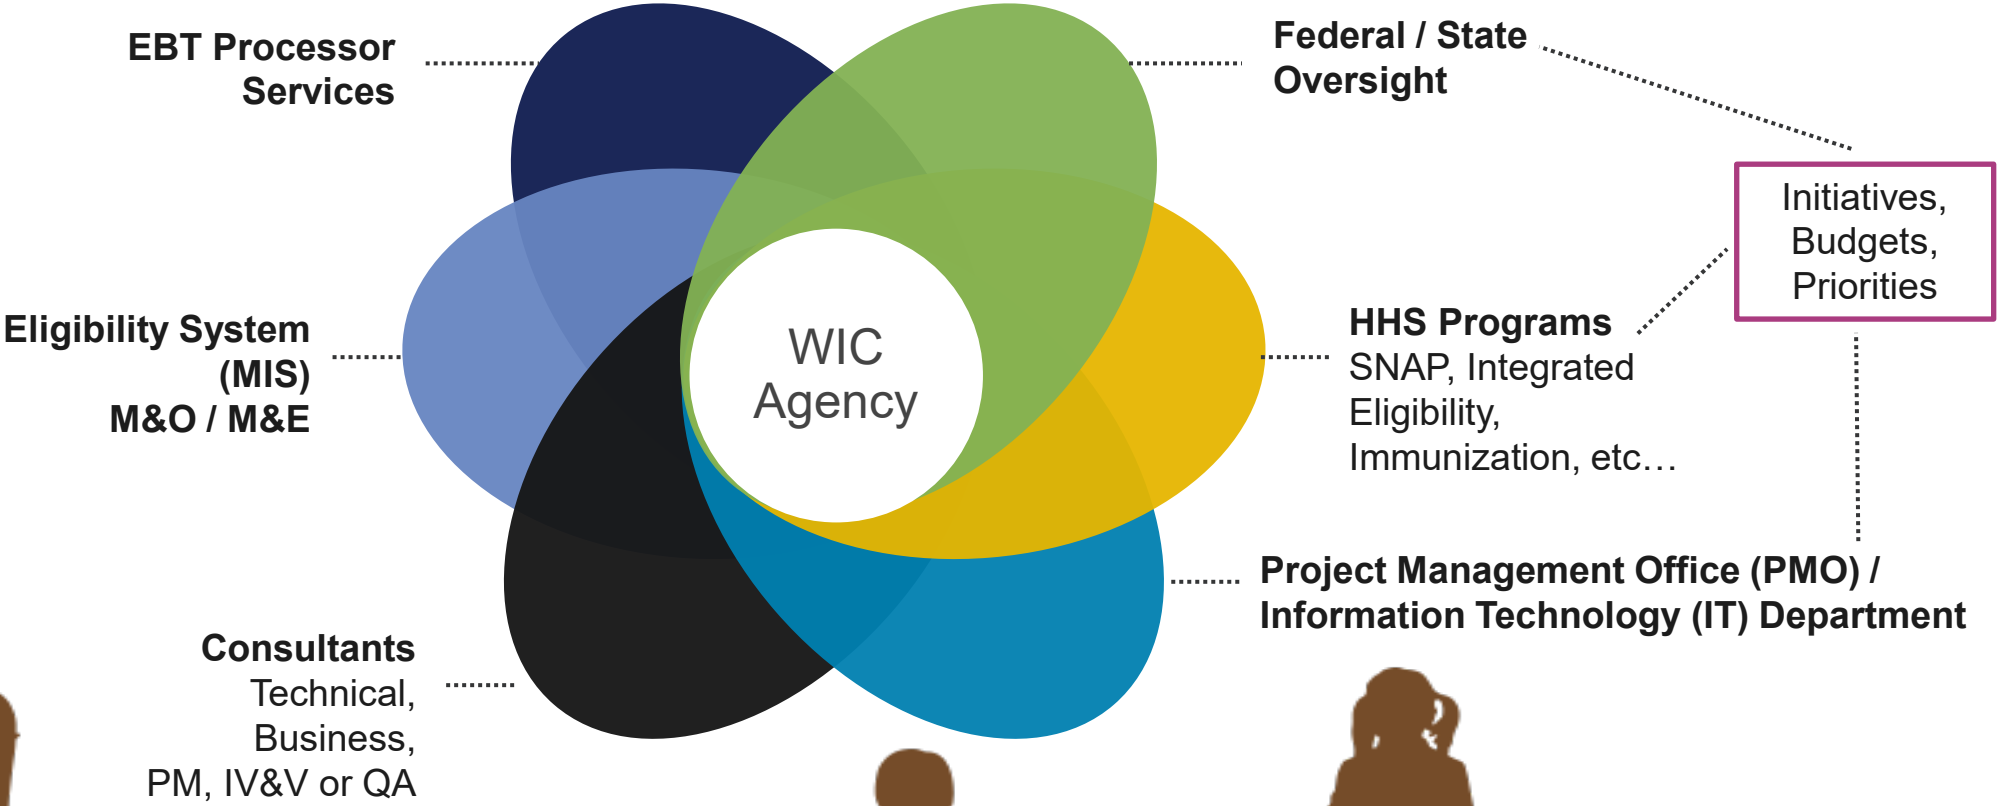 EBT Processor
Services
Federal / State
Oversight
Initiatives,
Budgets,
Priorities
Eligibility System
(MIS)
M&O / M&E
WIC
Agency
HHS Programs
SNAP, Integrated
Eligibility,
Immunization, etc…
Project Management Office (PMO) /
Information Technology (IT) Department
Consultants
Technical,
Business,
PM, IV&V or QA